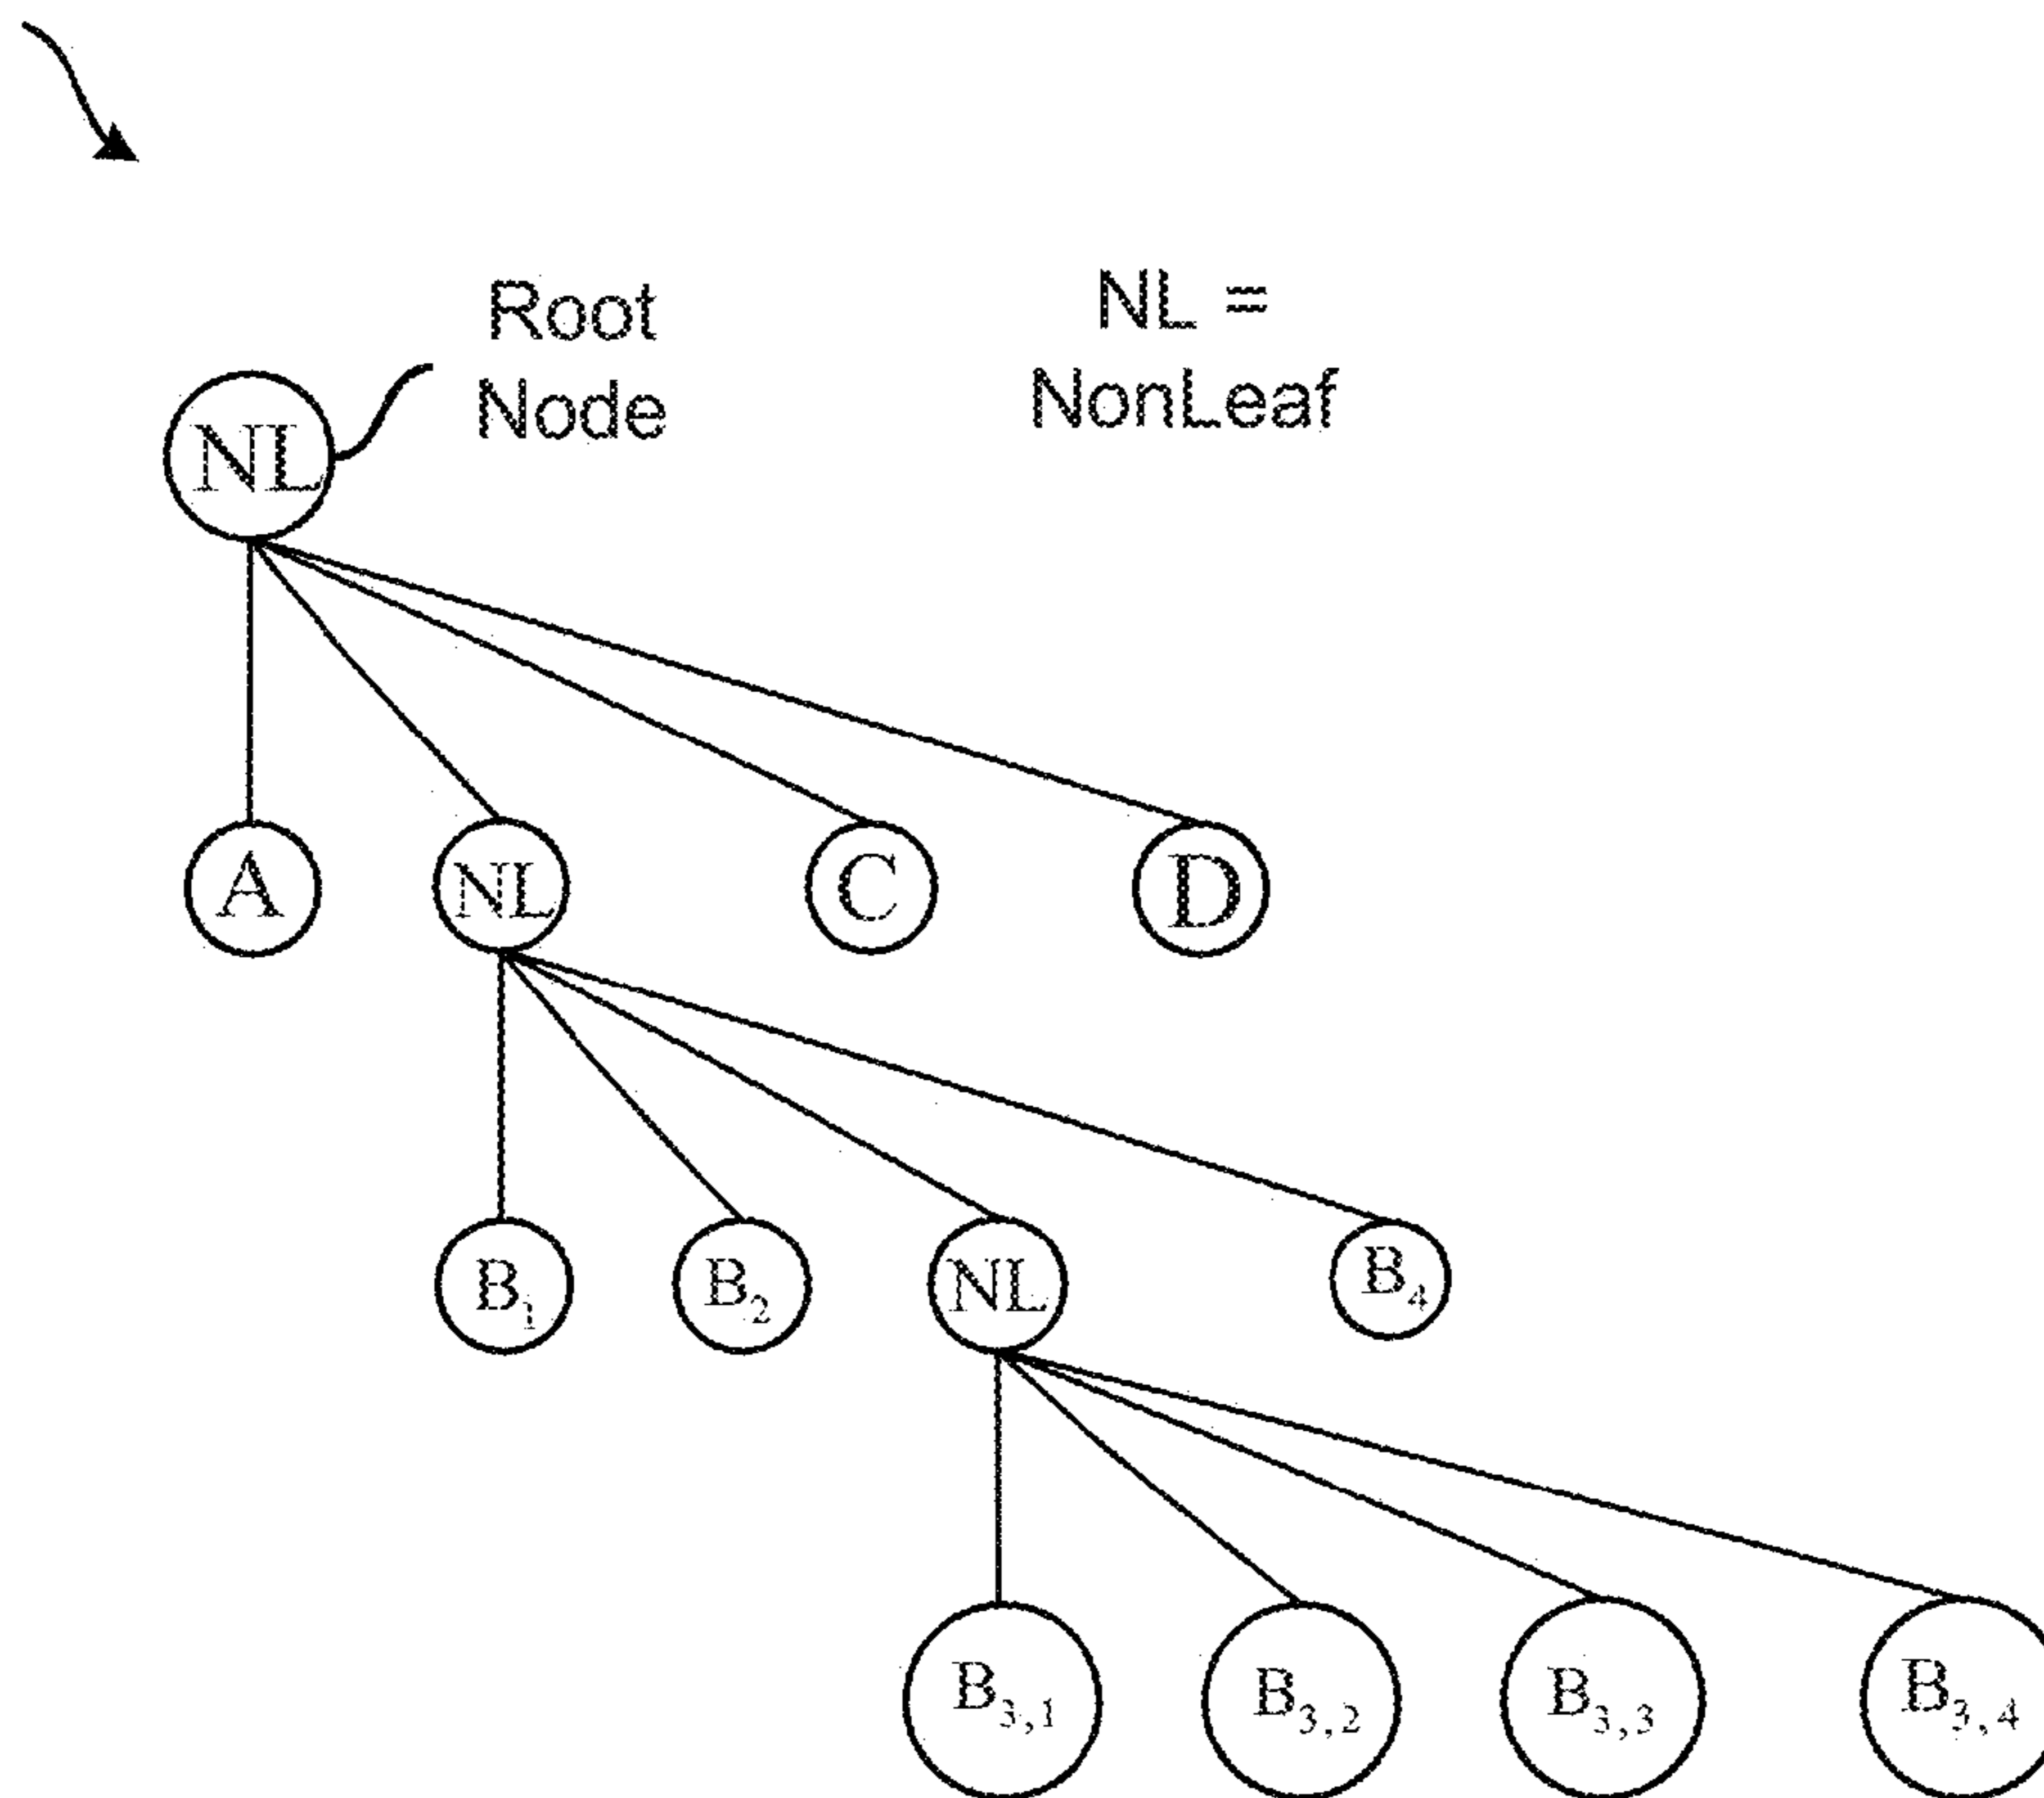 Root
Node
NL =
NonLeaf
NL
A
NL
C
D
B₁
B₂
NL
B₄
B₃,₁
B₃,₂
B₃,₃
B₃,₄